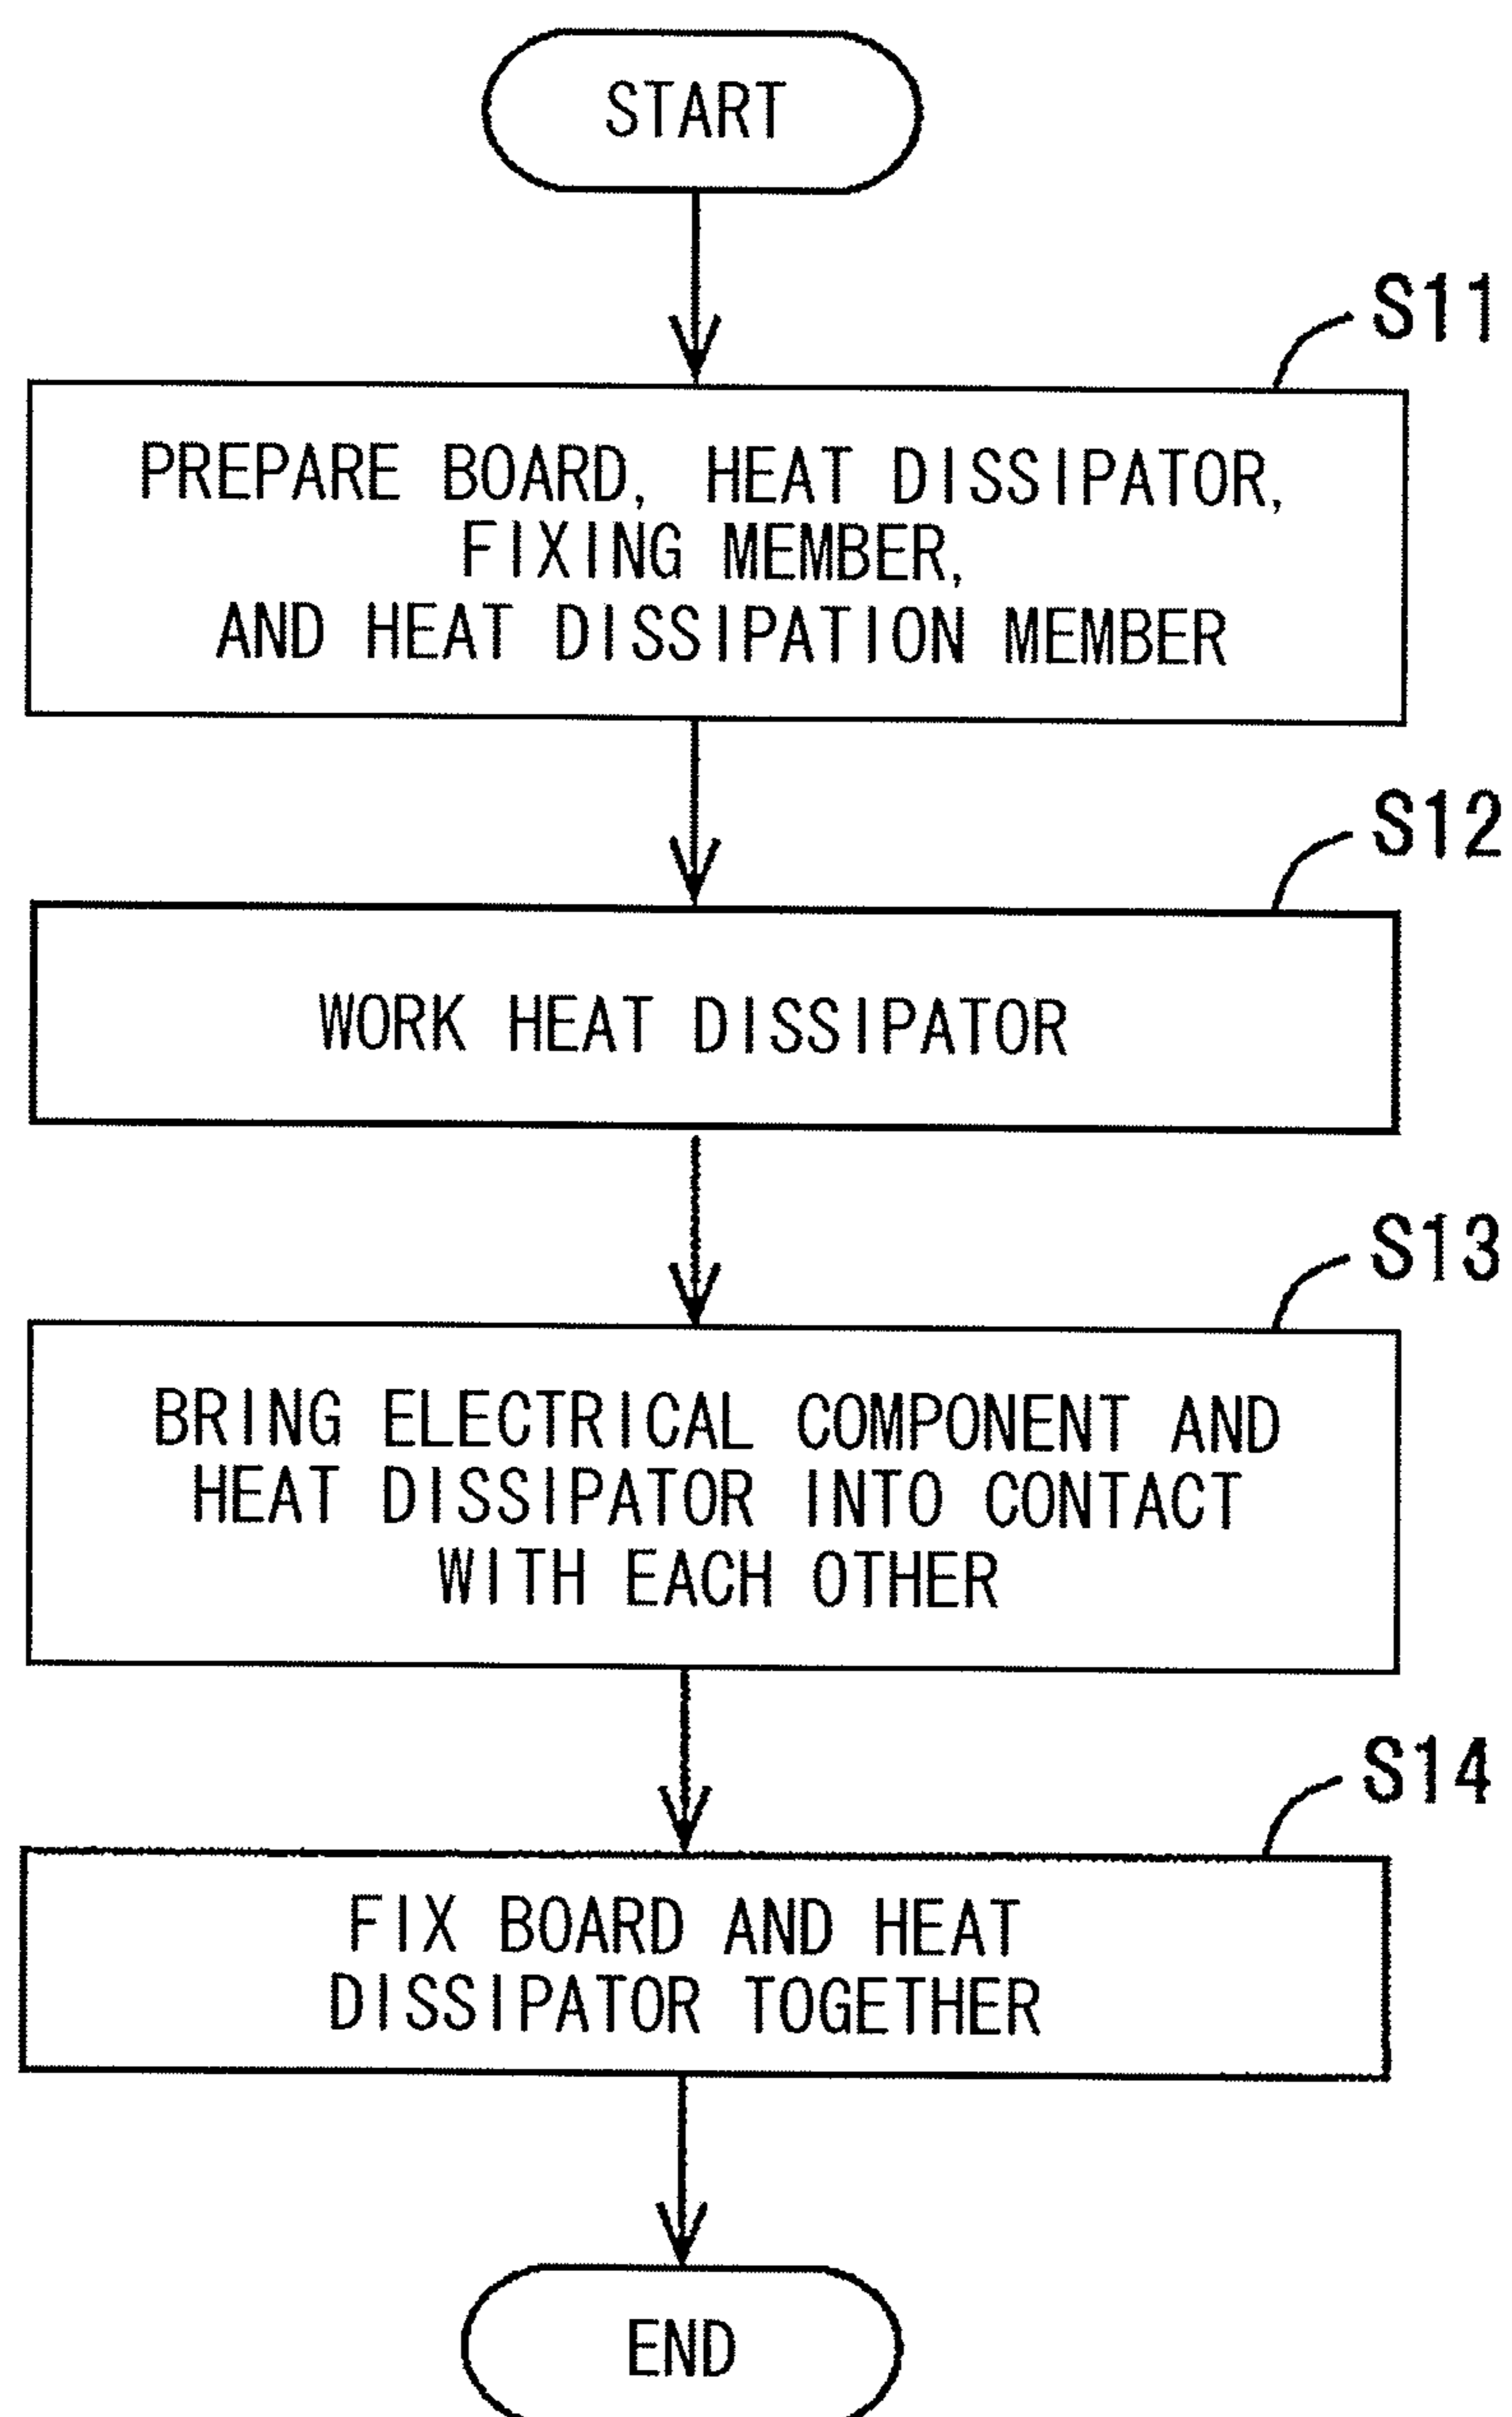 START
S11
PREPARE BOARD, HEAT DISSIPATOR,
FIXING MEMBER,
AND HEAT DISSIPATION MEMBER
S12
WORK HEAT DISSIPATOR
S13
BRING ELECTRICAL COMPONENT AND
HEAT DISSIPATOR INTO CONTACT
WITH EACH OTHER
S14
FIX BOARD AND HEAT
DISSIPATOR TOGETHER
END